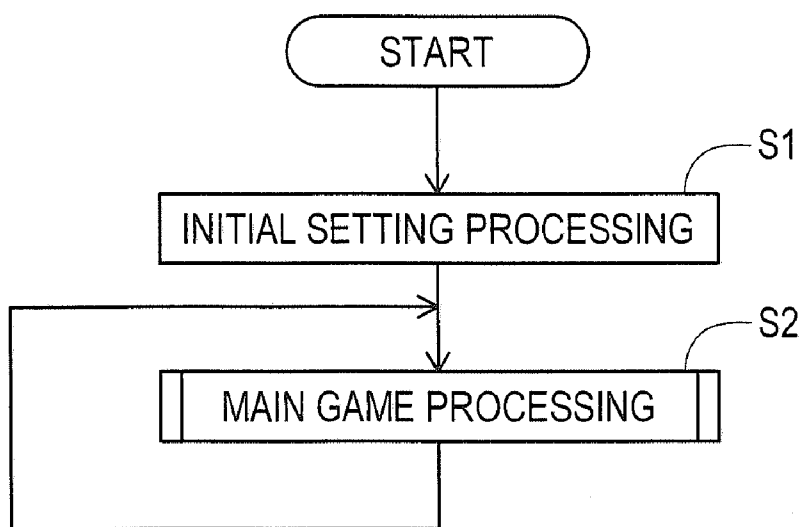 START
S1
INITIAL SETTING PROCESSING
S2
MAIN GAME PROCESSING